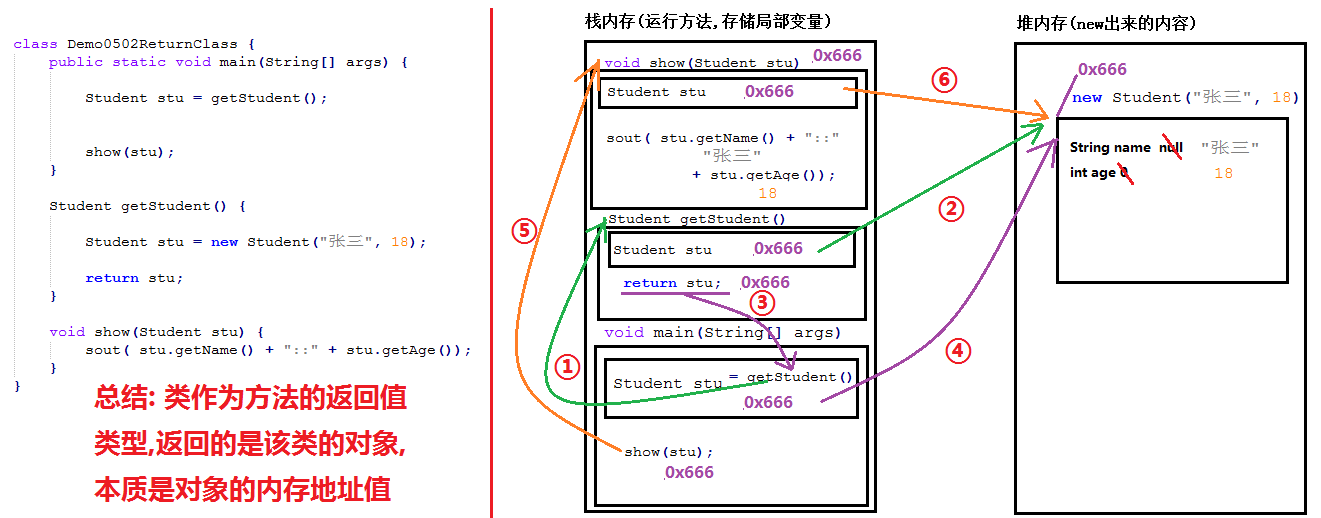 class Demo0502ReturnClass {
public static void main(String[] args) {
Student stu = getStudent();
show(stu);
}
Student getStudent() {
Student stu = new Student("张三", 18);
return stu;
}
void show(Student stu) {
sout( stu.getName() + "::" + stu.getAge());
}
}
总结: 类作为方法的返回值
类型,返回的是该类的对象,
本质是对象的内存地址值
栈内存(运行方法,存储局部变量)
void show(Student stu) 0x666
Student stu 0x666
sout( stu.getName() + "::"
"张三"
+ stu.getAge());
18
Student getStudent()
Student stu 0x666
return stu; 0x666
void main(String[] args)
Student stu = getStudent()
0x666
show(stu);
0x666
①
②
③
④
⑤
⑥
堆内存(new出来的内容)
0x666
new Student("张三", 18)
String name null "张三"
int age 0 18